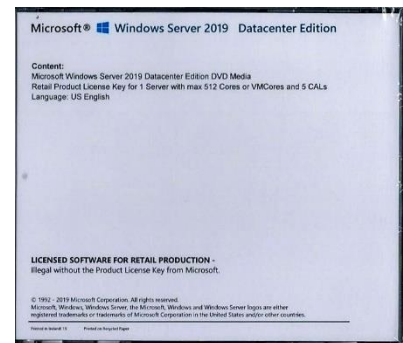 Microsoft® Windows Server 2019 Datacenter Edition
Content:
Microsoft Windows Server 2019 Datacenter Edition DVD Media
Retail Product License Key for 1 Server with max 512 Cores or VMCores and 5 CALs
Language: US English
LICENSED SOFTWARE FOR RETAIL PRODUCTION -
Illegal without the Product License Key from Microsoft.
© 1992 - 2019 Microsoft Corporation. All rights reserved.
Microsoft, Windows, Windows Server, the Microsoft, Windows and Windows Server logos are either
registered trademarks or trademarks of Microsoft Corporation in the United States and/or other countries.
Printed on Recycled Paper